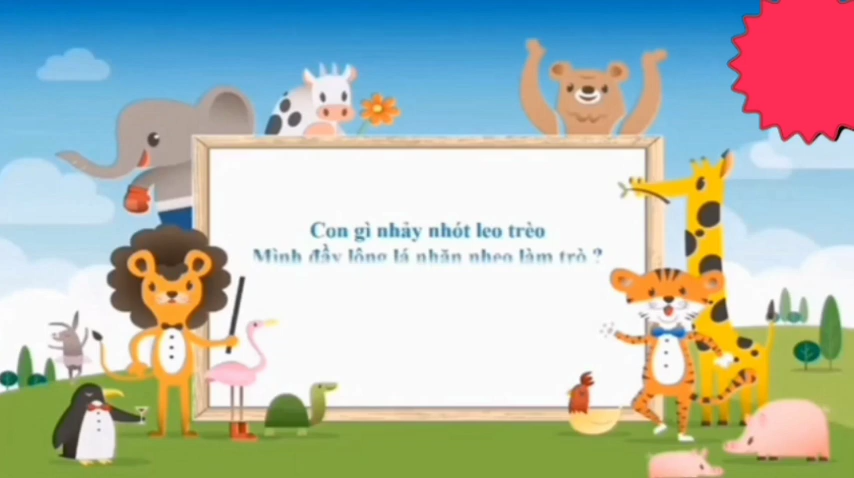 Con gì nhảy nhót leo trèo
Mình đầy lông lá nhăn nheo làm trò ?